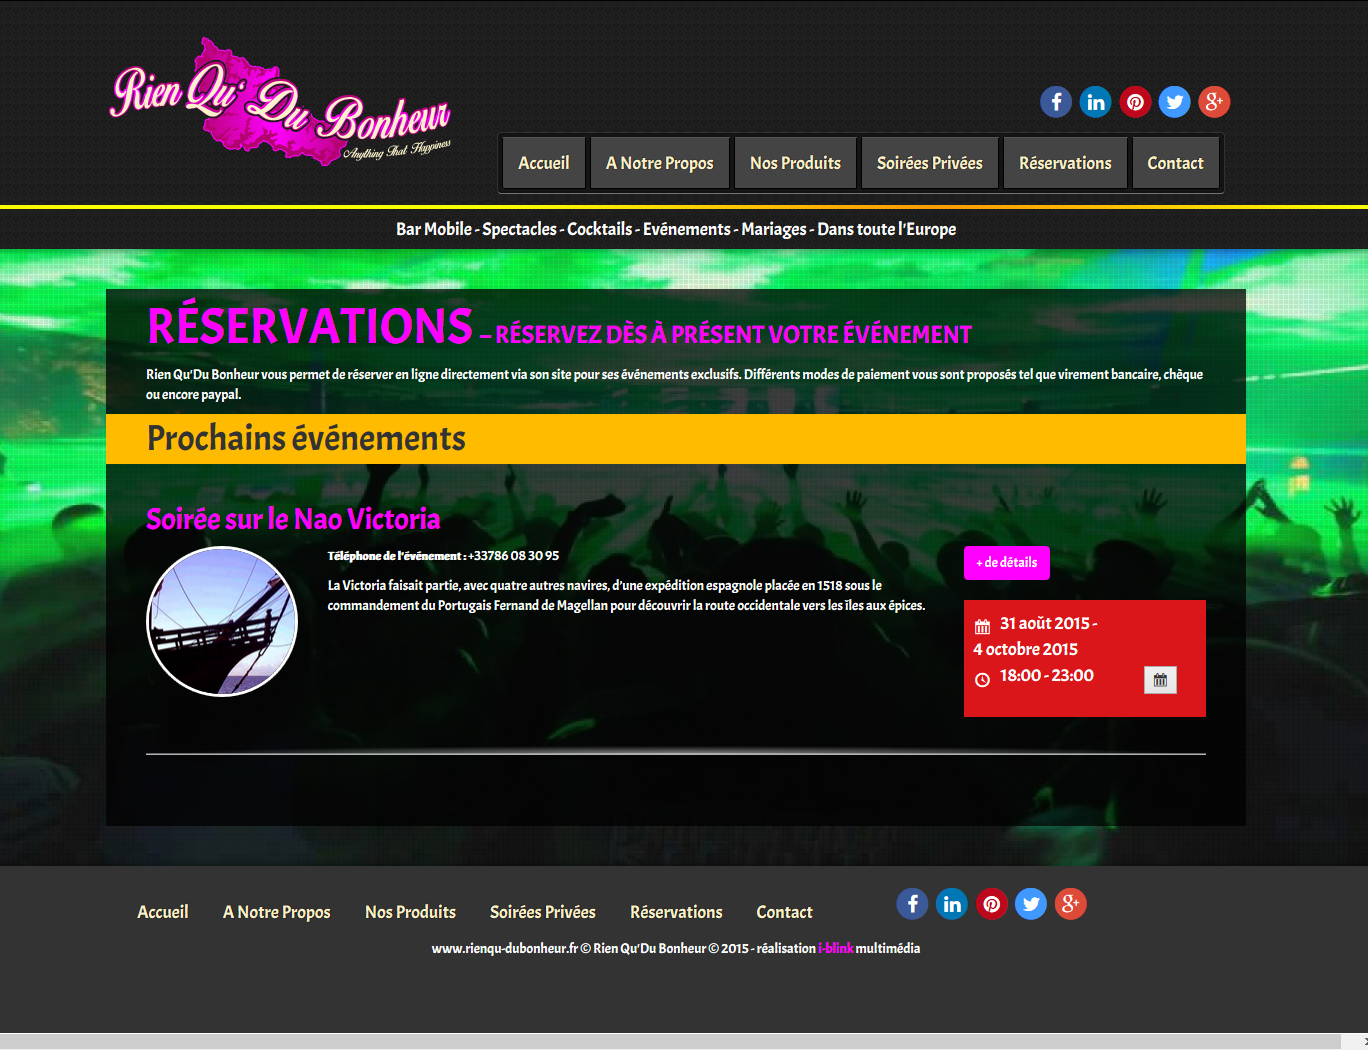 Rien Qu' Du Bonheur
Anything That Happiness
Accueil
A Notre Propos
Nos Produits
Soirées Privées
Réservations
Contact
Bar Mobile - Spectacles - Cocktails - Evénements - Mariages - Dans toute l'Europe
RÉSERVATIONS – RÉSERVEZ DÈS À PRÉSENT VOTRE ÉVÉNEMENT
Rien Qu'Du Bonheur vous permet de réserver en ligne directement via son site pour ses événements exclusifs. Différents modes de paiement vous sont proposés tel que virement bancaire, chèque
ou encore paypal.
Prochains événements
Soirée sur le Nao Victoria
Téléphone de l'événement : +33786 08 30 95
La Victoria faisait partie, avec quatre autres navires, d'une expédition espagnole placée en 1518 sous le
commandement du Portugais Fernand de Magellan pour découvrir la route occidentale vers les îles aux épices.
+ de détails
31 août 2015 -
4 octobre 2015
18:00 - 23:00
Accueil
A Notre Propos
Nos Produits
Soirées Privées
Réservations
Contact
www.rienqu-dubonheur.fr © Rien Qu'Du Bonheur © 2015 - réalisation i-blink multimédia